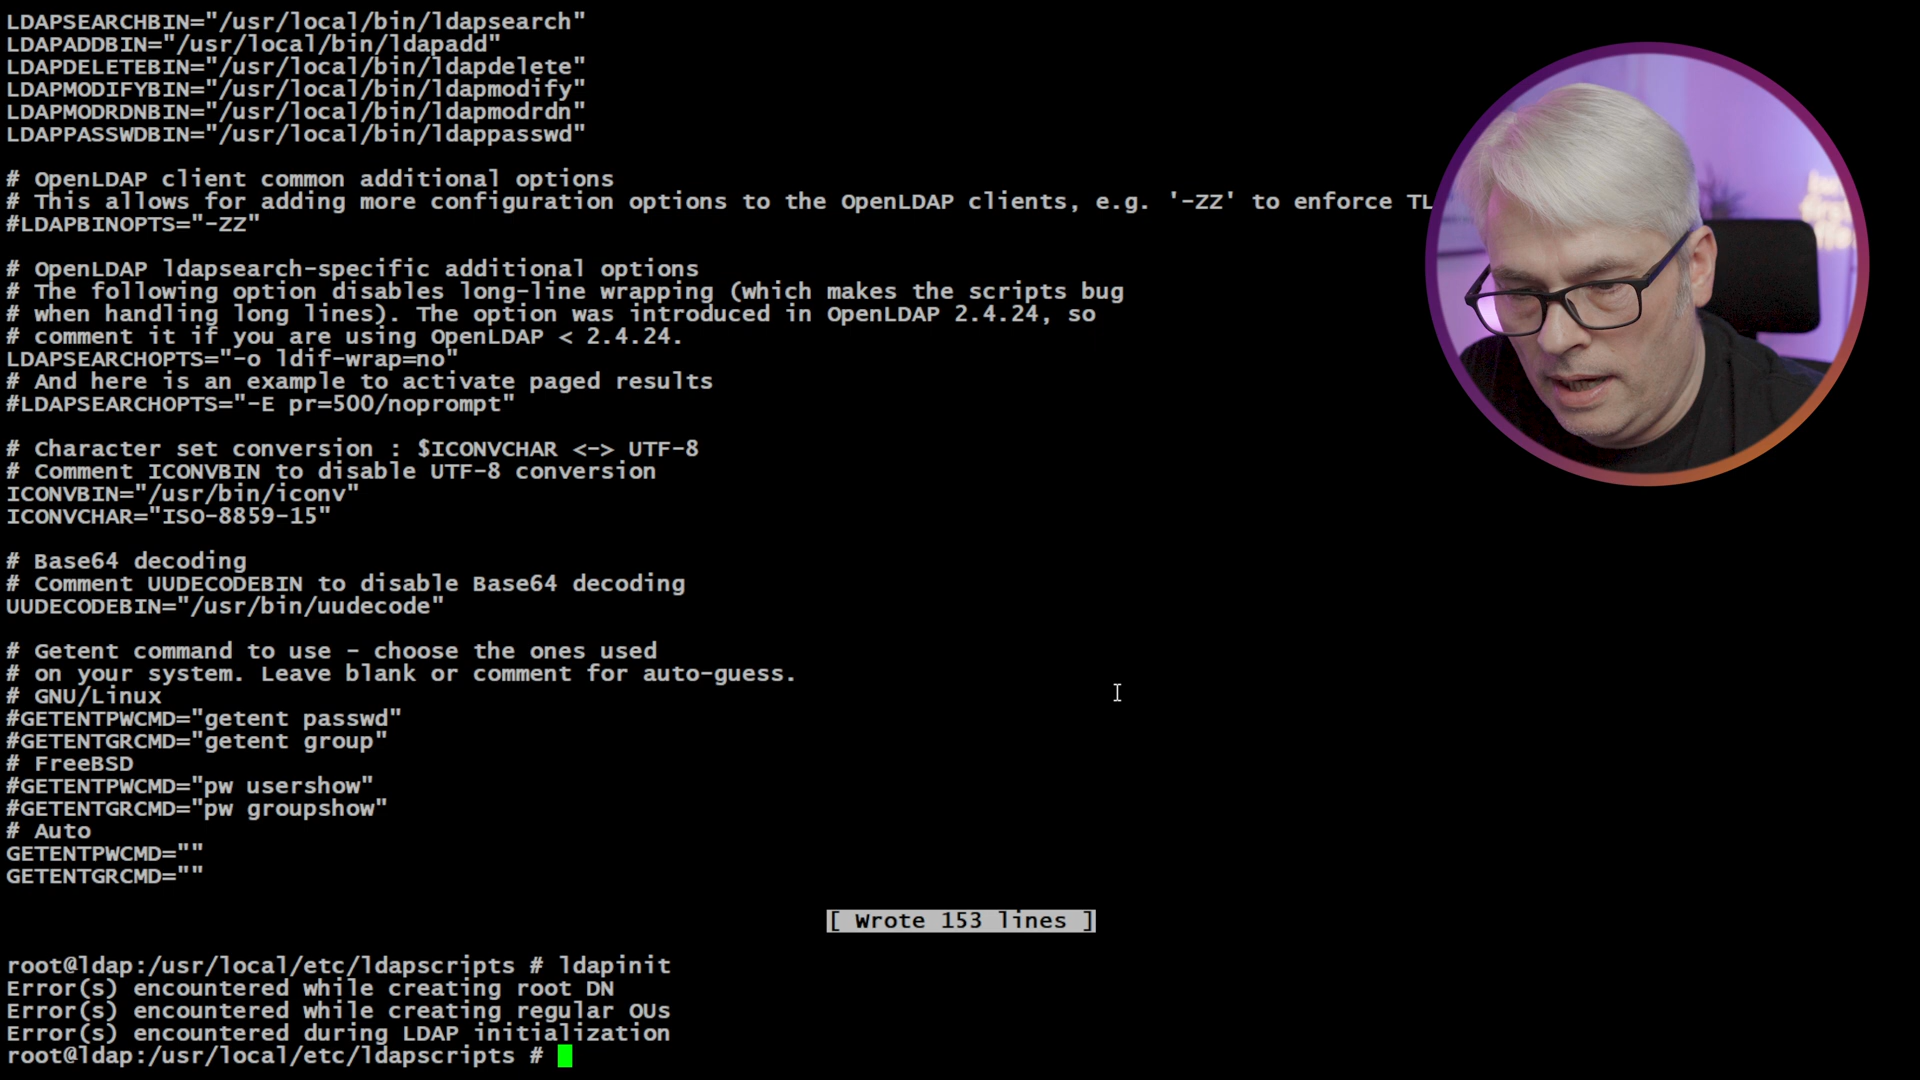 LDAPSEARCHBIN="/usr/local/bin/ldapsearch"
LDAPADDBIN="/usr/local/bin/ldapadd"
LDAPDELETEBIN="/usr/local/bin/ldapdelete"
LDAPMODIFYBIN="/usr/local/bin/ldapmodify"
LDAPMODRDNBIN="/usr/local/bin/ldapmodrdn"
LDAPPASSWDBIN="/usr/local/bin/ldappasswd"
# OpenLDAP client common additional options
# This allows for adding more configuration options to the OpenLDAP clients, e.g. '-ZZ' to enforce TL
#LDAPBINOPTS="-ZZ"
# OpenLDAP ldapsearch-specific additional options
# The following option disables long-line wrapping (which makes the scripts bug
# when handling long lines). The option was introduced in OpenLDAP 2.4.24, so
# comment it if you are using OpenLDAP < 2.4.24.
LDAPSEARCHOPTS="-o ldif-wrap=no"
# And here is an example to activate paged results
#LDAPSEARCHOPTS="-E pr=500/noprompt"
# Character set conversion : $ICONVCHAR <-> UTF-8
# Comment ICONVBIN to disable UTF-8 conversion
ICONVBIN="/usr/bin/iconv"
ICONVCHAR="ISO-8859-15"
# Base64 decoding
# Comment UUDECODEBIN to disable Base64 decoding
UUDECODEBIN="/usr/bin/uudecode"
# Getent command to use - choose the ones used
# on your system. Leave blank or comment for auto-guess.
# GNU/Linux
#GETENTPWCMD="getent passwd"
#GETENTGRCMD="getent group"
# FreeBSD
#GETENTPWCMD="pw usershow"
#GETENTGRCMD="pw groupshow"
# Auto
GETENTPWCMD=""
GETENTGRCMD=""
[ Wrote 153 lines ]
root@ldap:/usr/local/etc/ldapscripts # ldapinit
Error(s) encountered while creating root DN
Error(s) encountered while creating regular OUs
Error(s) encountered during LDAP initialization
root@ldap:/usr/local/etc/ldapscripts #